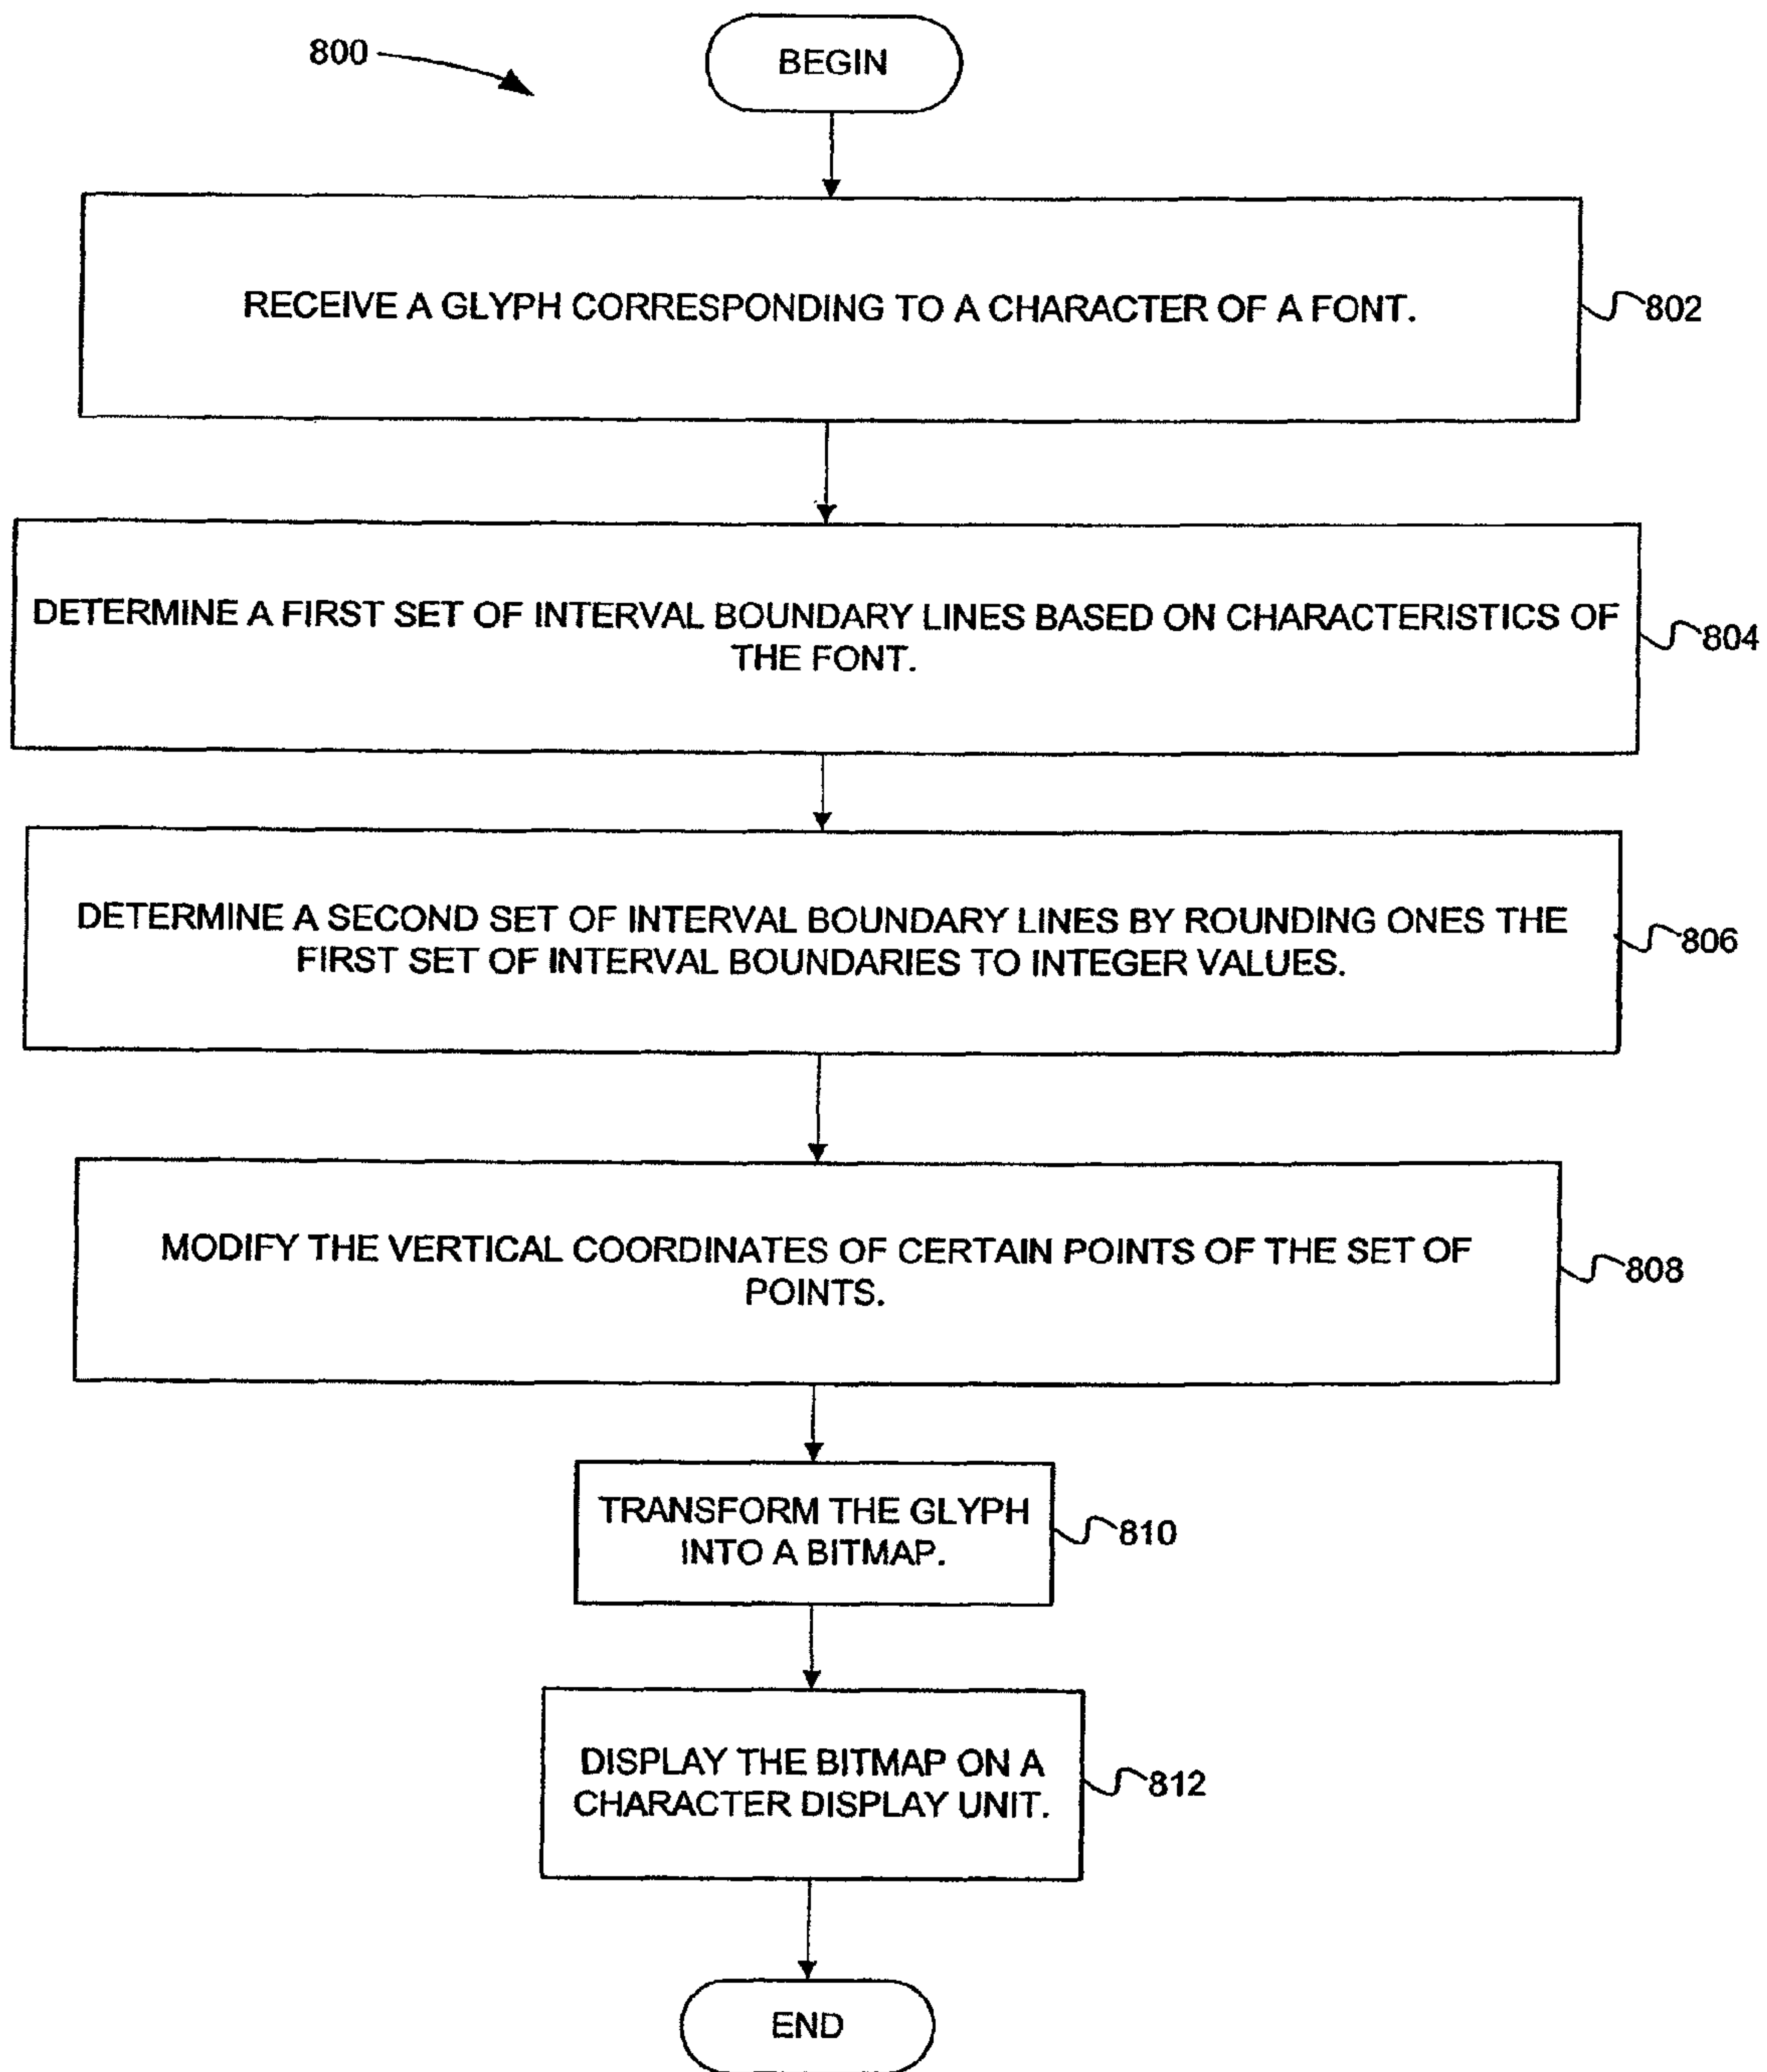 800
BEGIN
RECEIVE A GLYPH CORRESPONDING TO A CHARACTER OF A FONT.
802
DETERMINE A FIRST SET OF INTERVAL BOUNDARY LINES BASED ON CHARACTERISTICS OF
THE FONT.
804
DETERMINE A SECOND SET OF INTERVAL BOUNDARY LINES BY ROUNDING ONES THE
FIRST SET OF INTERVAL BOUNDARIES TO INTEGER VALUES.
806
MODIFY THE VERTICAL COORDINATES OF CERTAIN POINTS OF THE SET OF
POINTS.
808
TRANSFORM THE GLYPH
INTO A BITMAP.
810
DISPLAY THE BITMAP ON A
CHARACTER DISPLAY UNIT.
812
END